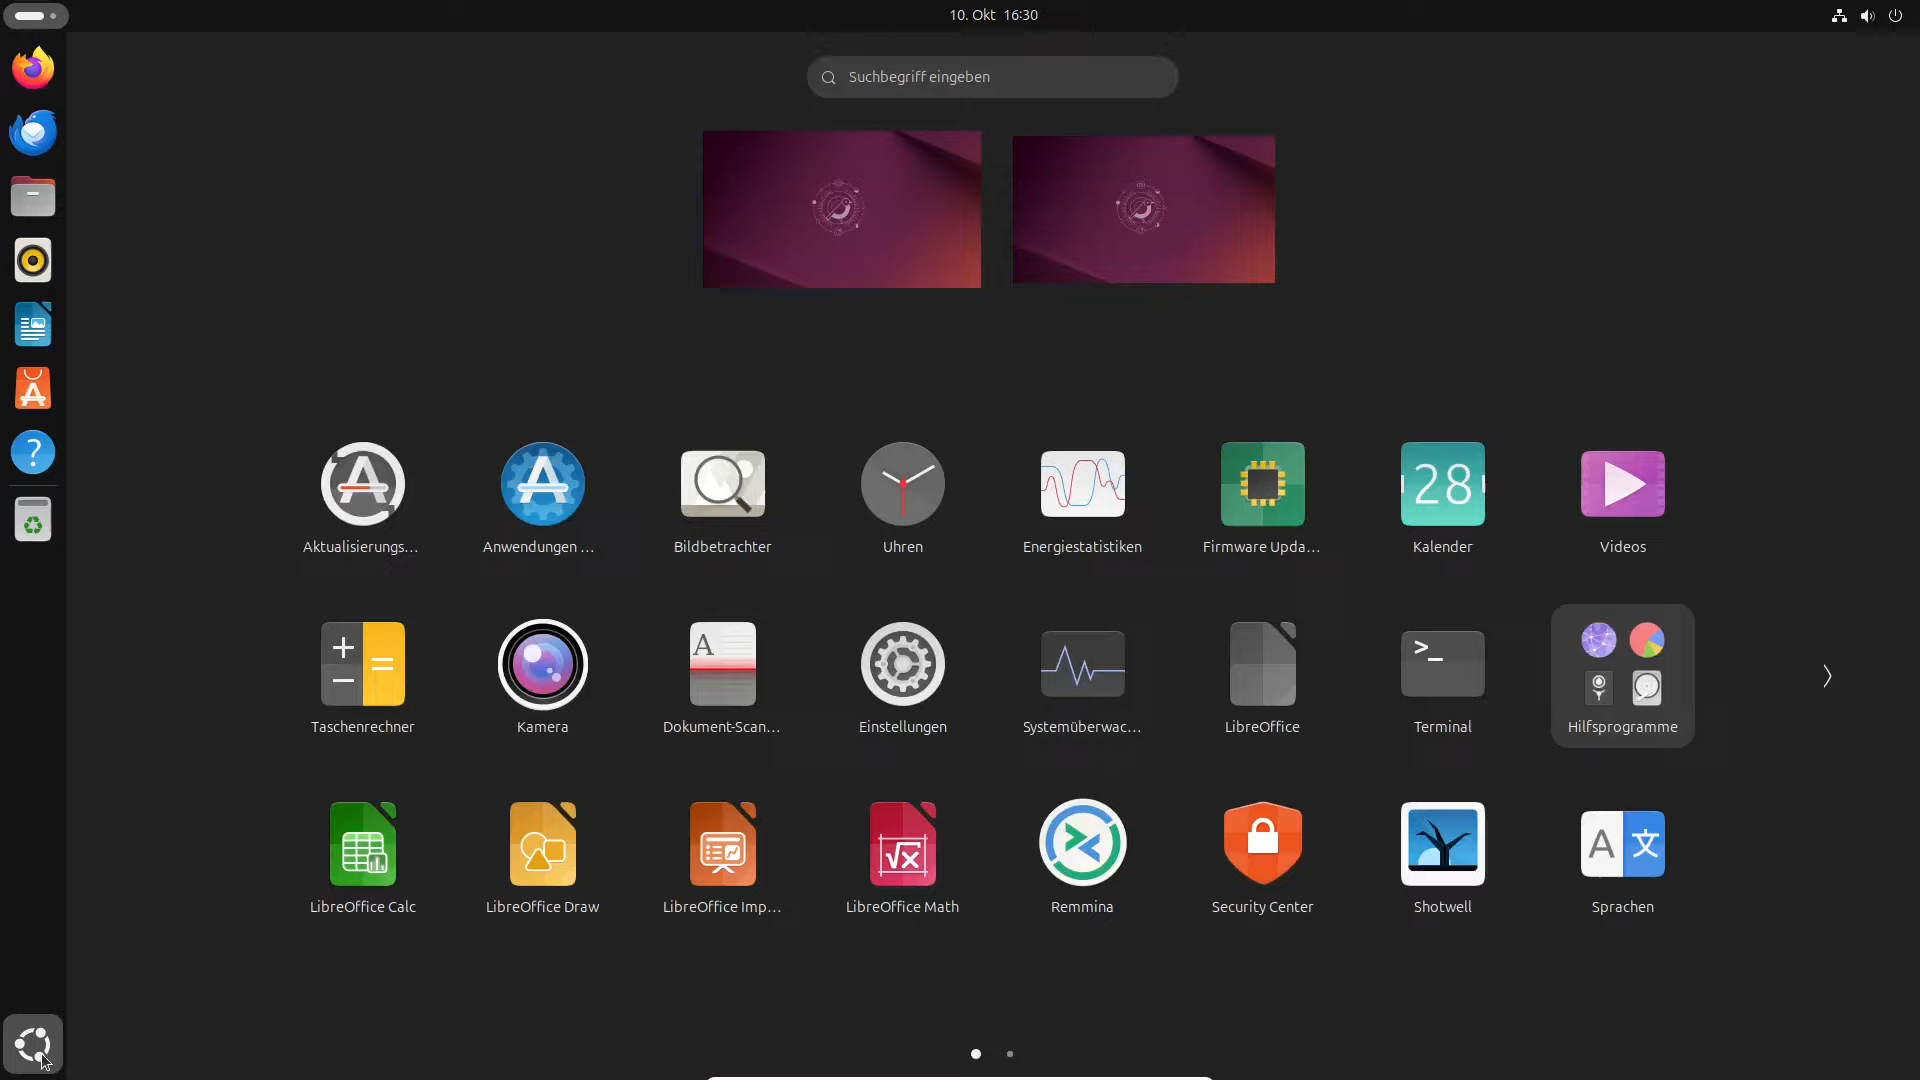 10. Okt 16:30
Suchbegriff eingeben
Aktualisierungs...
Anwendungen ...
Bildbetrachter
Uhren
Energiestatistiken
Firmware Upda...
28
Kalender
Videos
Taschenrechner
Kamera
A
Dokument-Scan...
Einstellungen
Systemüberwac...
LibreOffice
>_
Terminal
Hilfsprogramme
LibreOffice Calc
LibreOffice Draw
LibreOffice Imp...
√x
LibreOffice Math
Remmina
Security Center
Shotwell
A 文
Sprachen